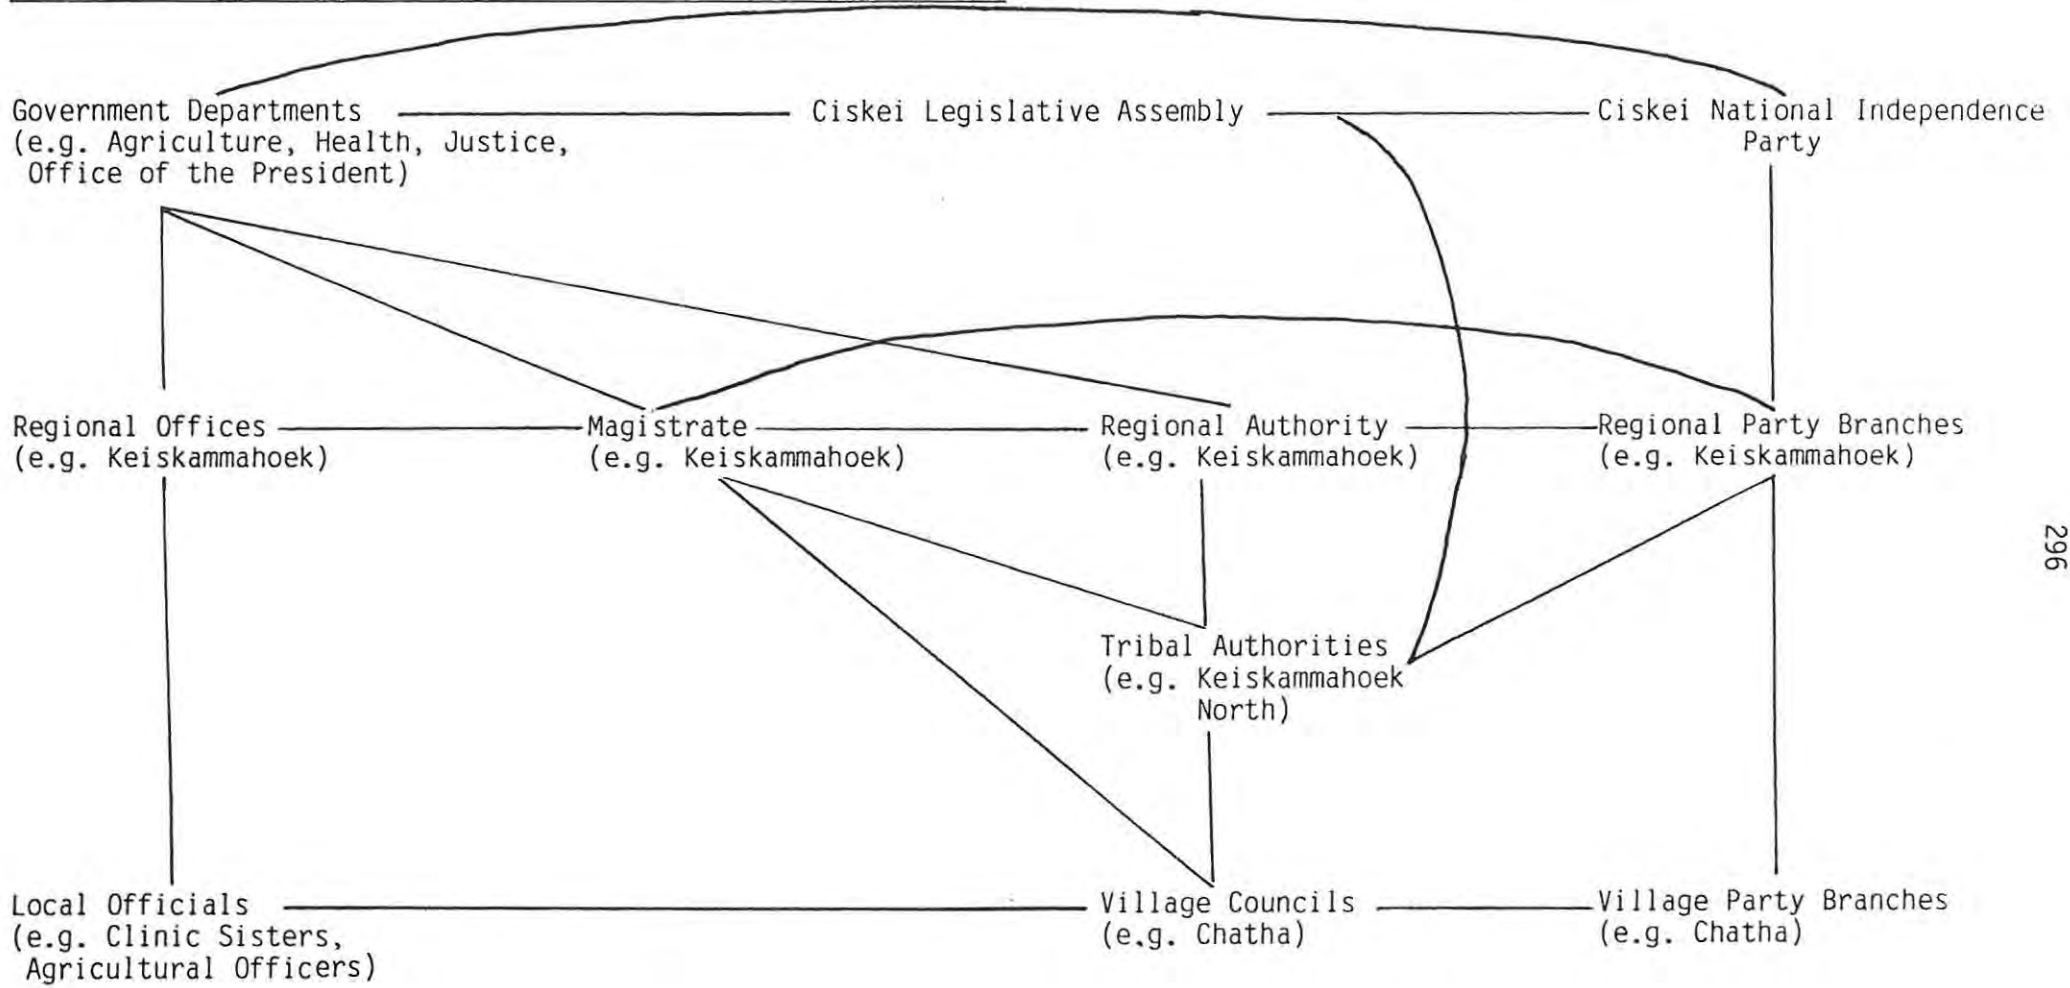 Government Departments
(e.g. Agriculture, Health, Justice,
Office of the President)
Ciskei Legislative Assembly
Ciskei National Independence
Party
Regional Offices
(e.g. Keiskammahoek)
Magistrate
(e.g. Keiskammahoek)
Regional Authority
(e.g. Keiskammahoek)
Regional Party Branches
(e.g. Keiskammahoek)
296
Tribal Authorities
(e.g. Keiskammahoek
North)
Local Officials
(e.g. Clinic Sisters,
Agricultural Officers)
Village Councils
(e.g. Chatha)
Village Party Branches
(e.g. Chatha)